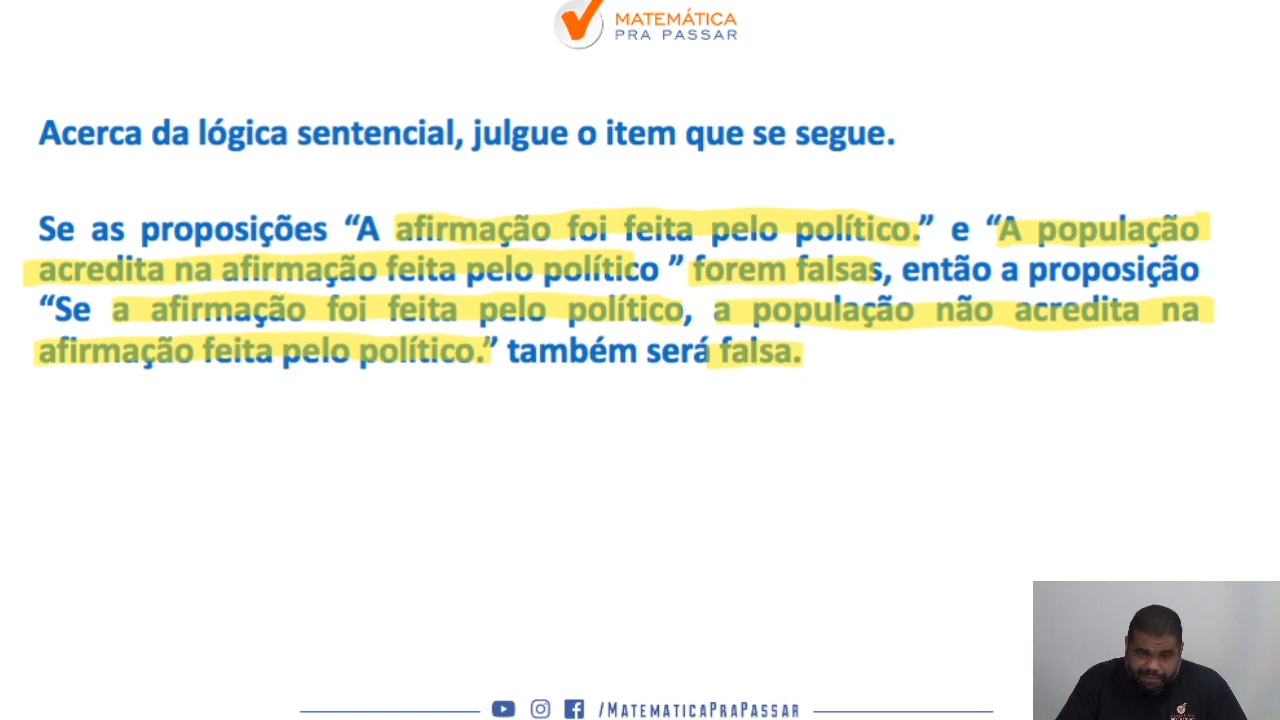 MATEMÁTICA
PRA PASSAR
Acerca da lógica sentencial, julgue o item que se segue.
Se as proposições “A afirmação foi feita pelo político.” e “A população
acredita na afirmação feita pelo político ” forem falsas, então a proposição
“Se a afirmação foi feita pelo político, a população não acredita na
afirmação feita pelo político.” também será falsa.
/MATEMATICAPRAPASSAR